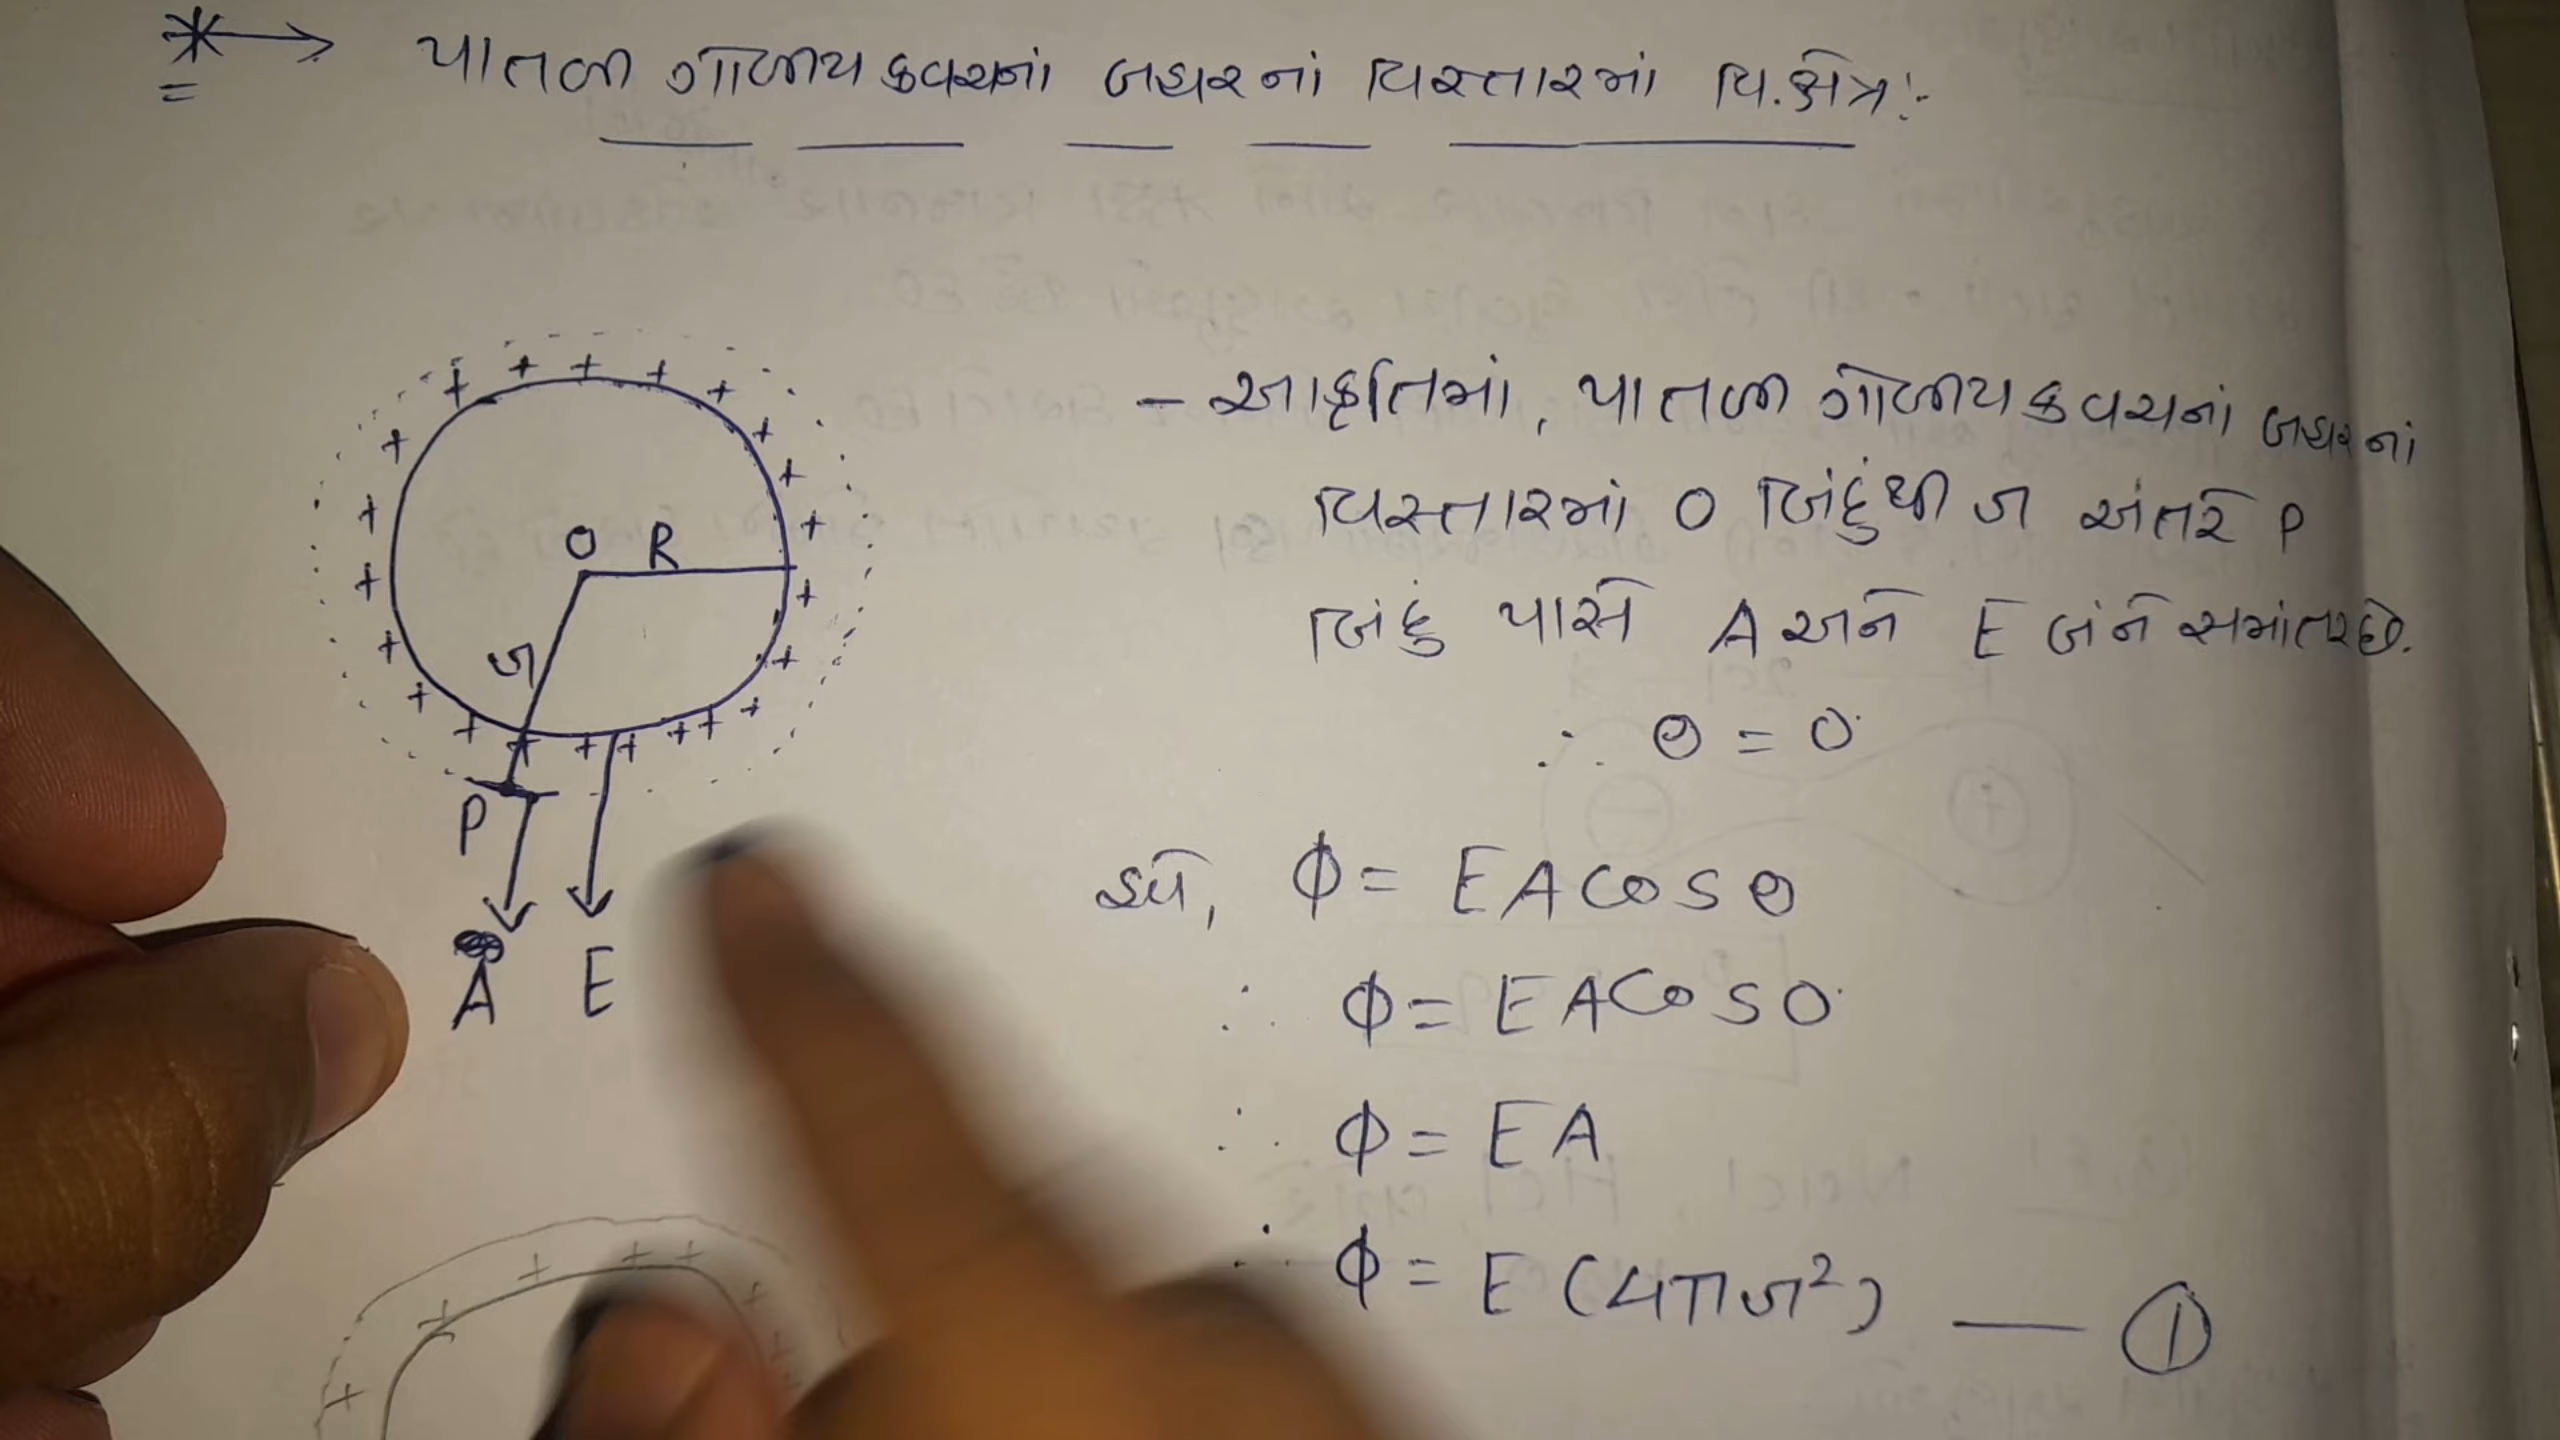 * → પાતળી ગોળીય કવચનાં બહારનાં વિસ્તારમાં વિ.ક્ષેત્ર:-
O R
r
P
A E
- આકૃતિમાં, પાતળી ગોળીય કવચનાં બહારનાં
વિસ્તારમાં O બિંદુથી r અંતરે P
બિંદુ પાસે A અને E બંને સમાંતર છે.
∴ θ = 0
હવે, ϕ = EA cos θ
∴ ϕ = EA cos 0
∴ ϕ = EA
∴ ϕ = E (4πr²) — ①